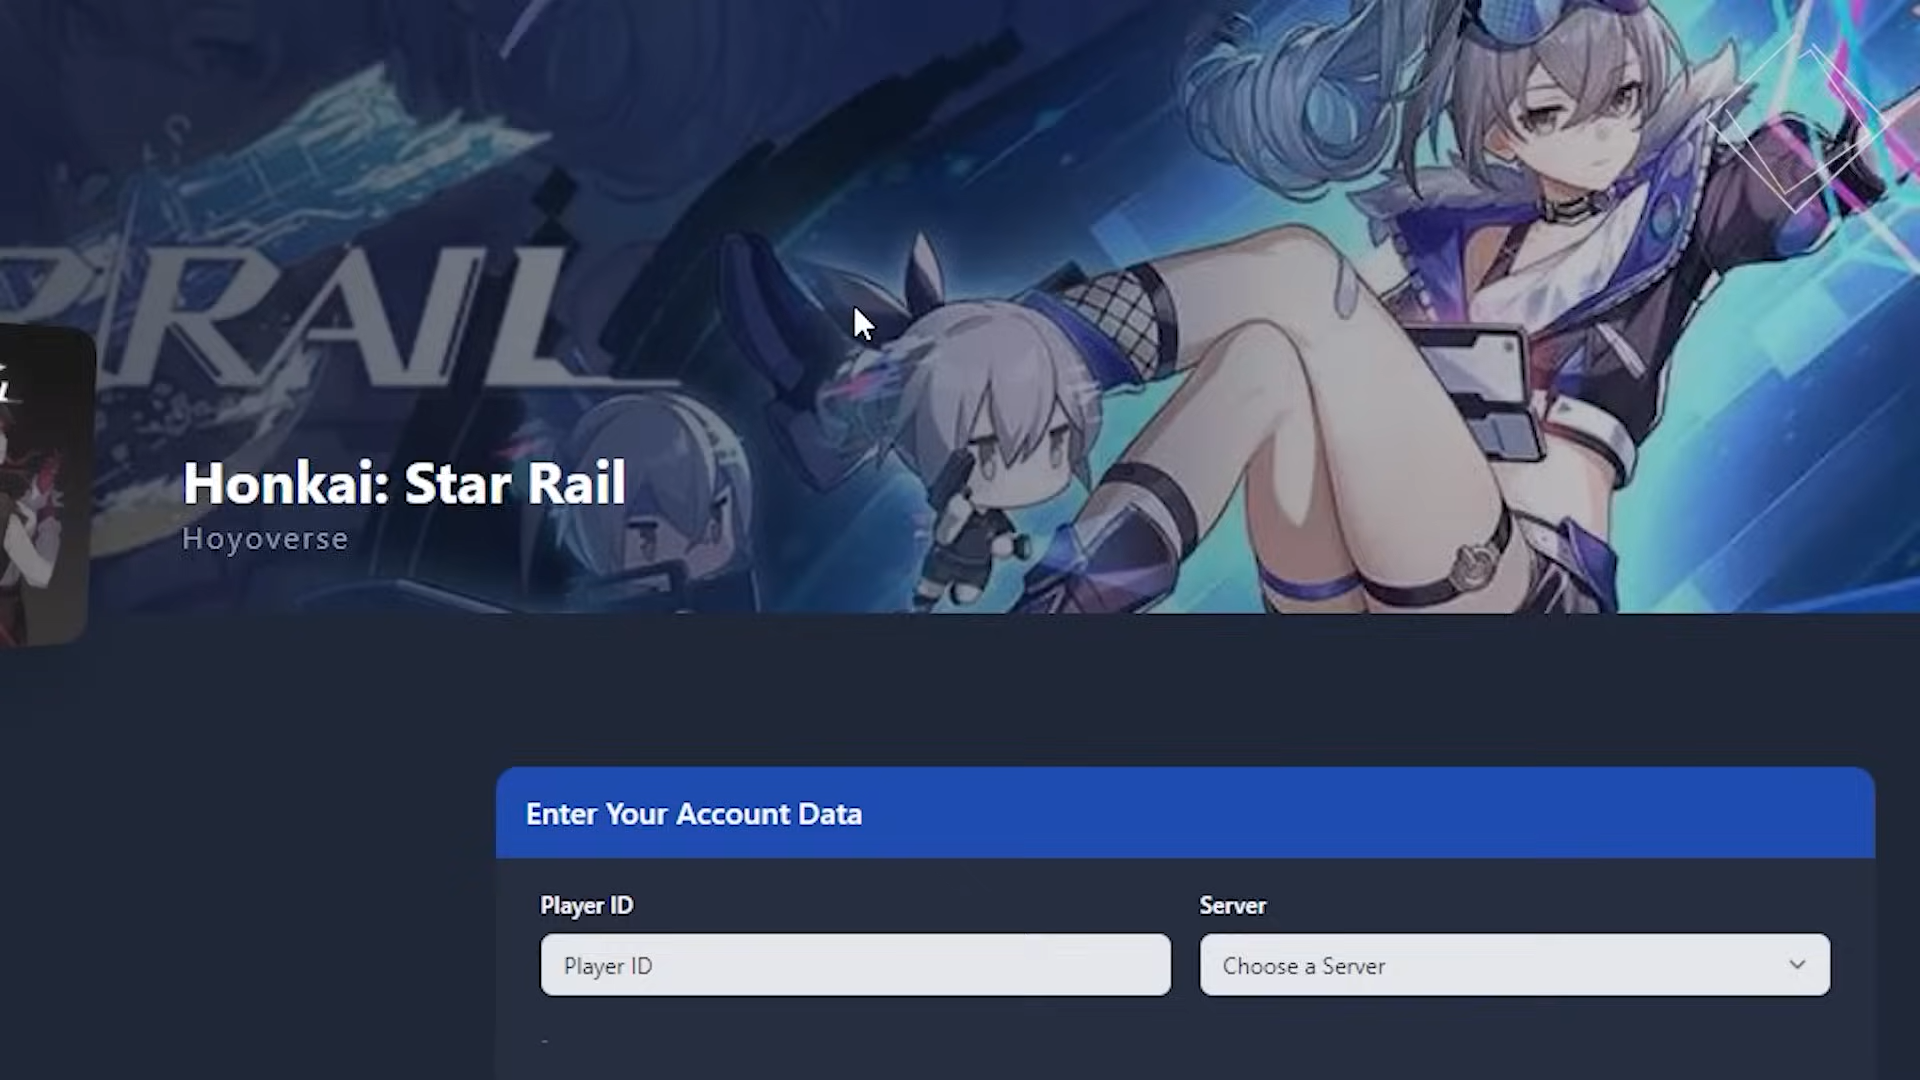 RAIL
Honkai: Star Rail
Hoyoverse
Enter Your Account Data
Player ID
Server
Player ID
Choose a Server
-